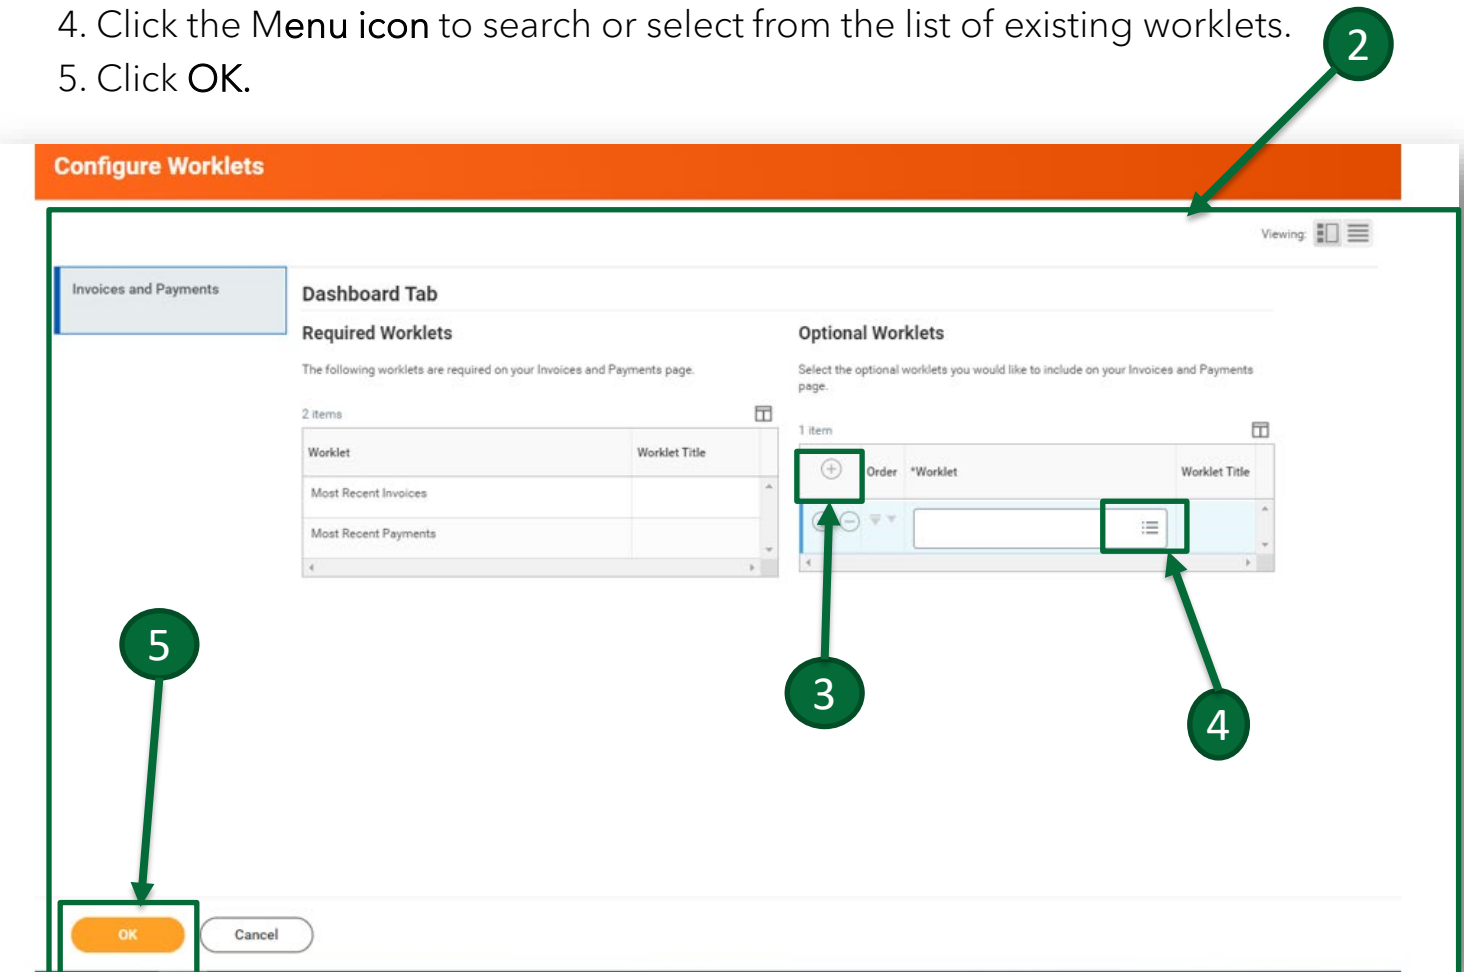 4. Click the Menu icon to search or select from the list of existing worklets.
5. Click OK.
2
Configure Worklets
Viewing:
Invoices and Payments
Dashboard Tab
Required Worklets
The following worklets are required on your Invoices and Payments page.
2 items
Worklet Worklet Title
Most Recent Invoices
Most Recent Payments
Optional Worklets
Select the optional worklets you would like to include on your Invoices and Payments
page.
1 item
Order *Worklet Worklet Title
5
3
4
OK Cancel